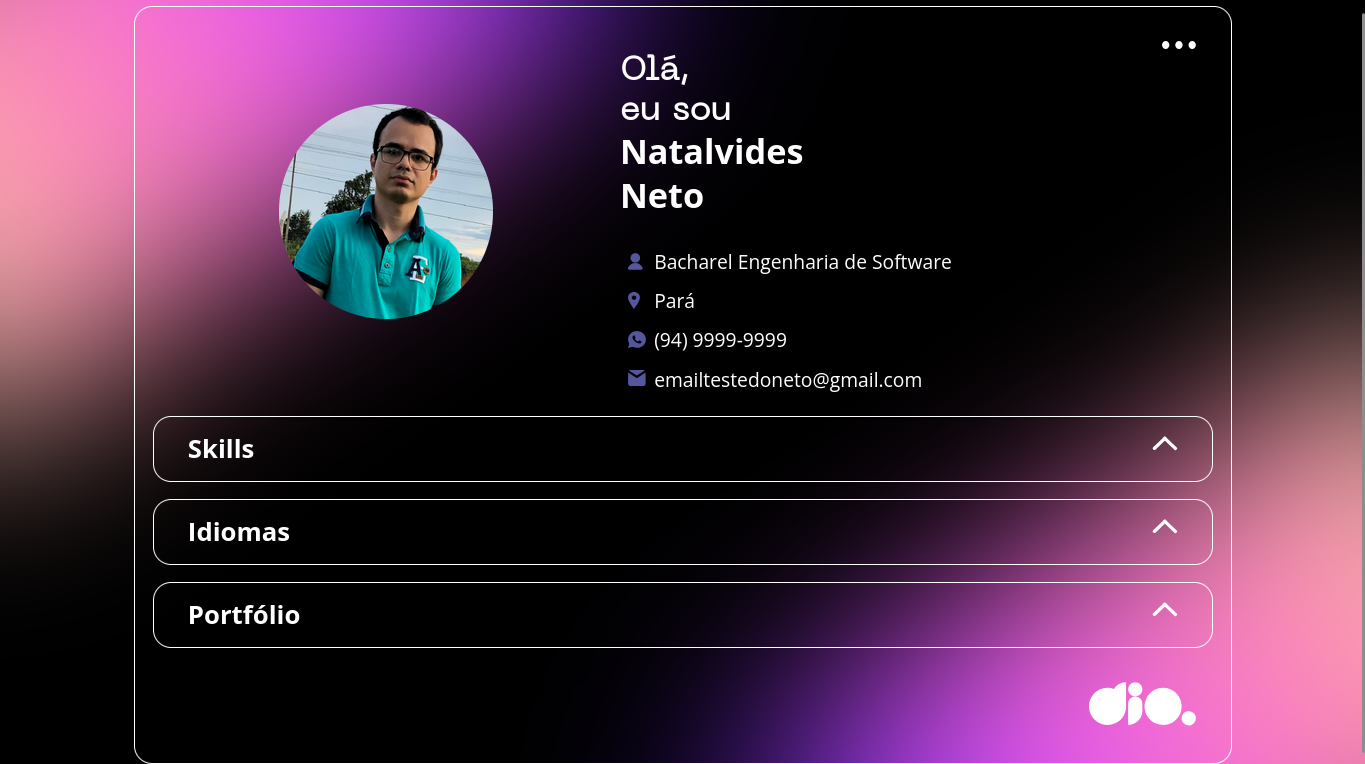 Olá,
eu sou
Natalvides
Neto
Bacharel Engenharia de Software
Pará
(94) 9999-9999
emailtestedoneto@gmail.com
Skills
Idiomas
Portfólio
dio.